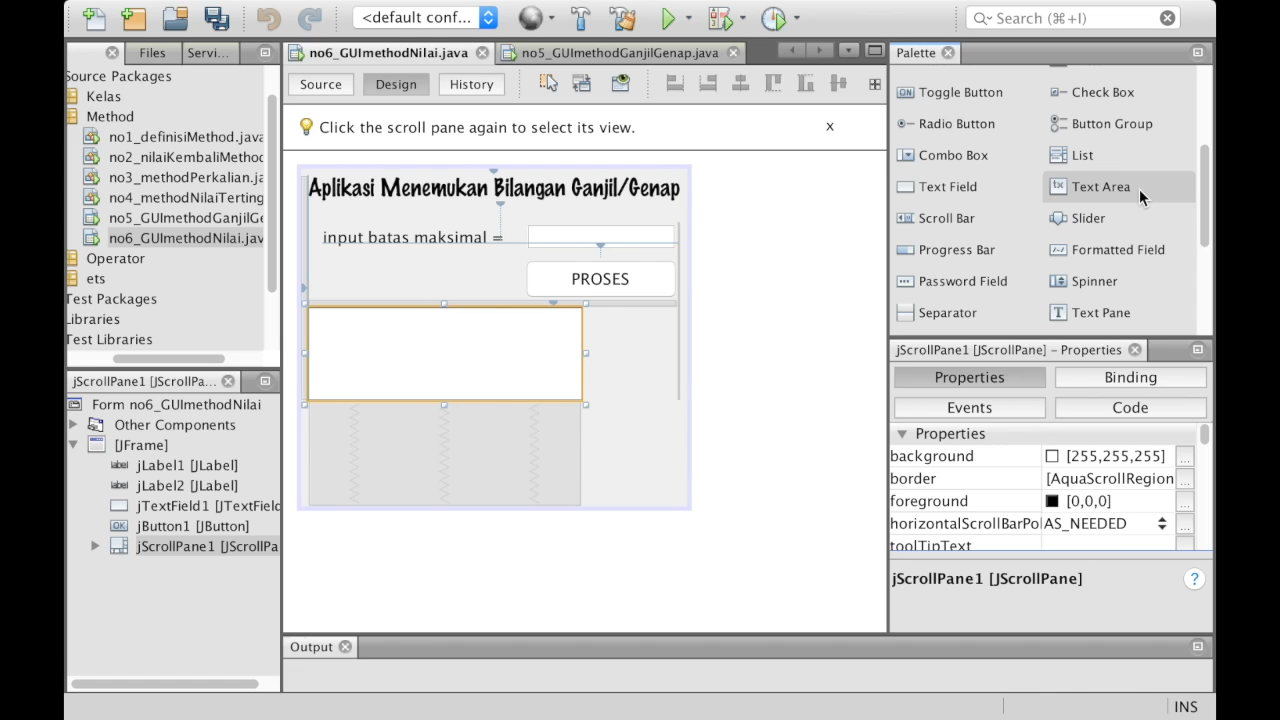 <default conf...
Search (⌘+I)
Files
Servi...
no6_GUImethodNilai.java
no5_GUImethodGanjilGenap.java
Palette
Source Packages
Kelas
Method
no1_definisiMethod.java
no2_nilaiKembaliMethod
no3_methodPerkalian.ja
no4_methodNilaiTerting
no5_GUImethodGanjilGe
no6_GUImethodNilai.jav
Operator
ets
Test Packages
Libraries
Test Libraries
Source
Design
History
Click the scroll pane again to select its view.
x
Aplikasi Menemukan Bilangan Ganjil/Genap
input batas maksimal =
PROSES
ON Toggle Button
Check Box
Radio Button
Button Group
Combo Box
List
Text Field
tx Text Area
Scroll Bar
Slider
Progress Bar
Formatted Field
Password Field
Spinner
Separator
T Text Pane
jScrollPane1 [JScrollPa...
Form no6_GUImethodNilai
Other Components
[JFrame]
label jLabel1 [JLabel]
label jLabel2 [JLabel]
jTextField1 [JTextField
OK jButton1 [JButton]
jScrollPane1 [JScrollPa
jScrollPane1 [JScrollPane] – Properties
Properties
Binding
Events
Code
Properties
background
[255,255,255]
...
border
[AquaScrollRegion
...
foreground
[0,0,0]
...
horizontalScrollBarPol
AS_NEEDED
...
toolTipText
jScrollPane1 [JScrollPane]
?
Output
INS